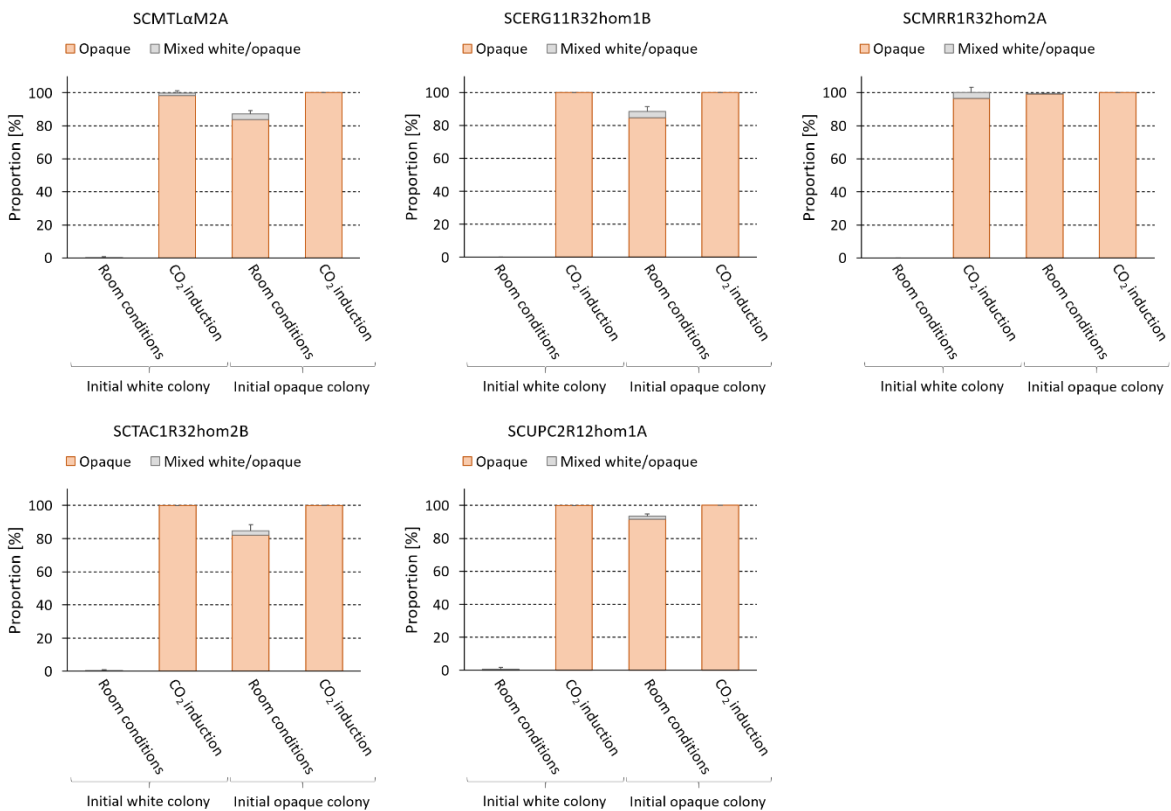 SCMTLαM2A
Opaque Mixed white/opaque
Proportion [%]
100
80
60
40
20
0
Room conditions
CO₂ induction
Room conditions
CO₂ induction
Initial white colony Initial opaque colony
SCERG11R32hom1B
Opaque Mixed white/opaque
Proportion [%]
100
80
60
40
20
0
Room conditions
CO₂ induction
Room conditions
CO₂ induction
Initial white colony Initial opaque colony
SCMRR1R32hom2A
Opaque Mixed white/opaque
Proportion [%]
100
80
60
40
20
0
Room conditions
CO₂ induction
Room conditions
CO₂ induction
Initial white colony Initial opaque colony
SCTAC1R32hom2B
Opaque Mixed white/opaque
Proportion [%]
100
80
60
40
20
0
Room conditions
CO₂ induction
Room conditions
CO₂ induction
Initial white colony Initial opaque colony
SCUPC2R12hom1A
Opaque Mixed white/opaque
Proportion [%]
100
80
60
40
20
0
Room conditions
CO₂ induction
Room conditions
CO₂ induction
Initial white colony Initial opaque colony